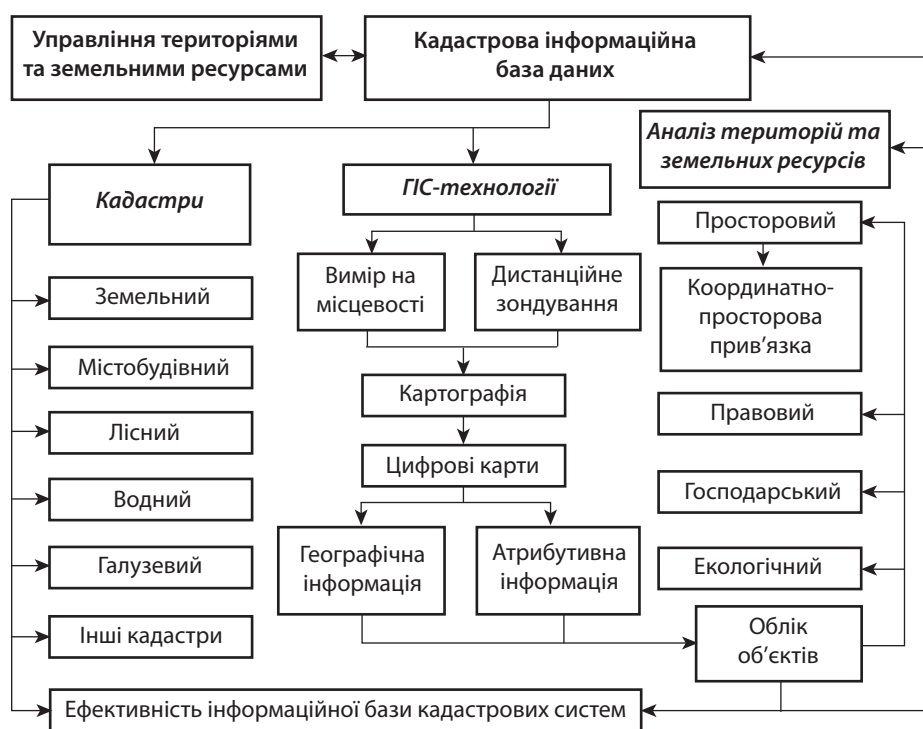 Управління територіями
та земельними ресурсами
Кадастрова інформаційна
база даних
Аналіз територій та
земельних ресурсів
Кадастри
ГІС-технології
Просторовий
Вимір на
місцевості
Дистанційне
зондування
Координатно-
просторова
прив'язка
Земельний
Містобудівний
Картографія
Правовий
Лісний
Цифрові карти
Водний
Господарський
Географічна
інформація
Атрибутивна
інформація
Галузевий
Екологічний
Інші кадастри
Облік
об’єктів
Ефективність інформаційної бази кадастрових систем